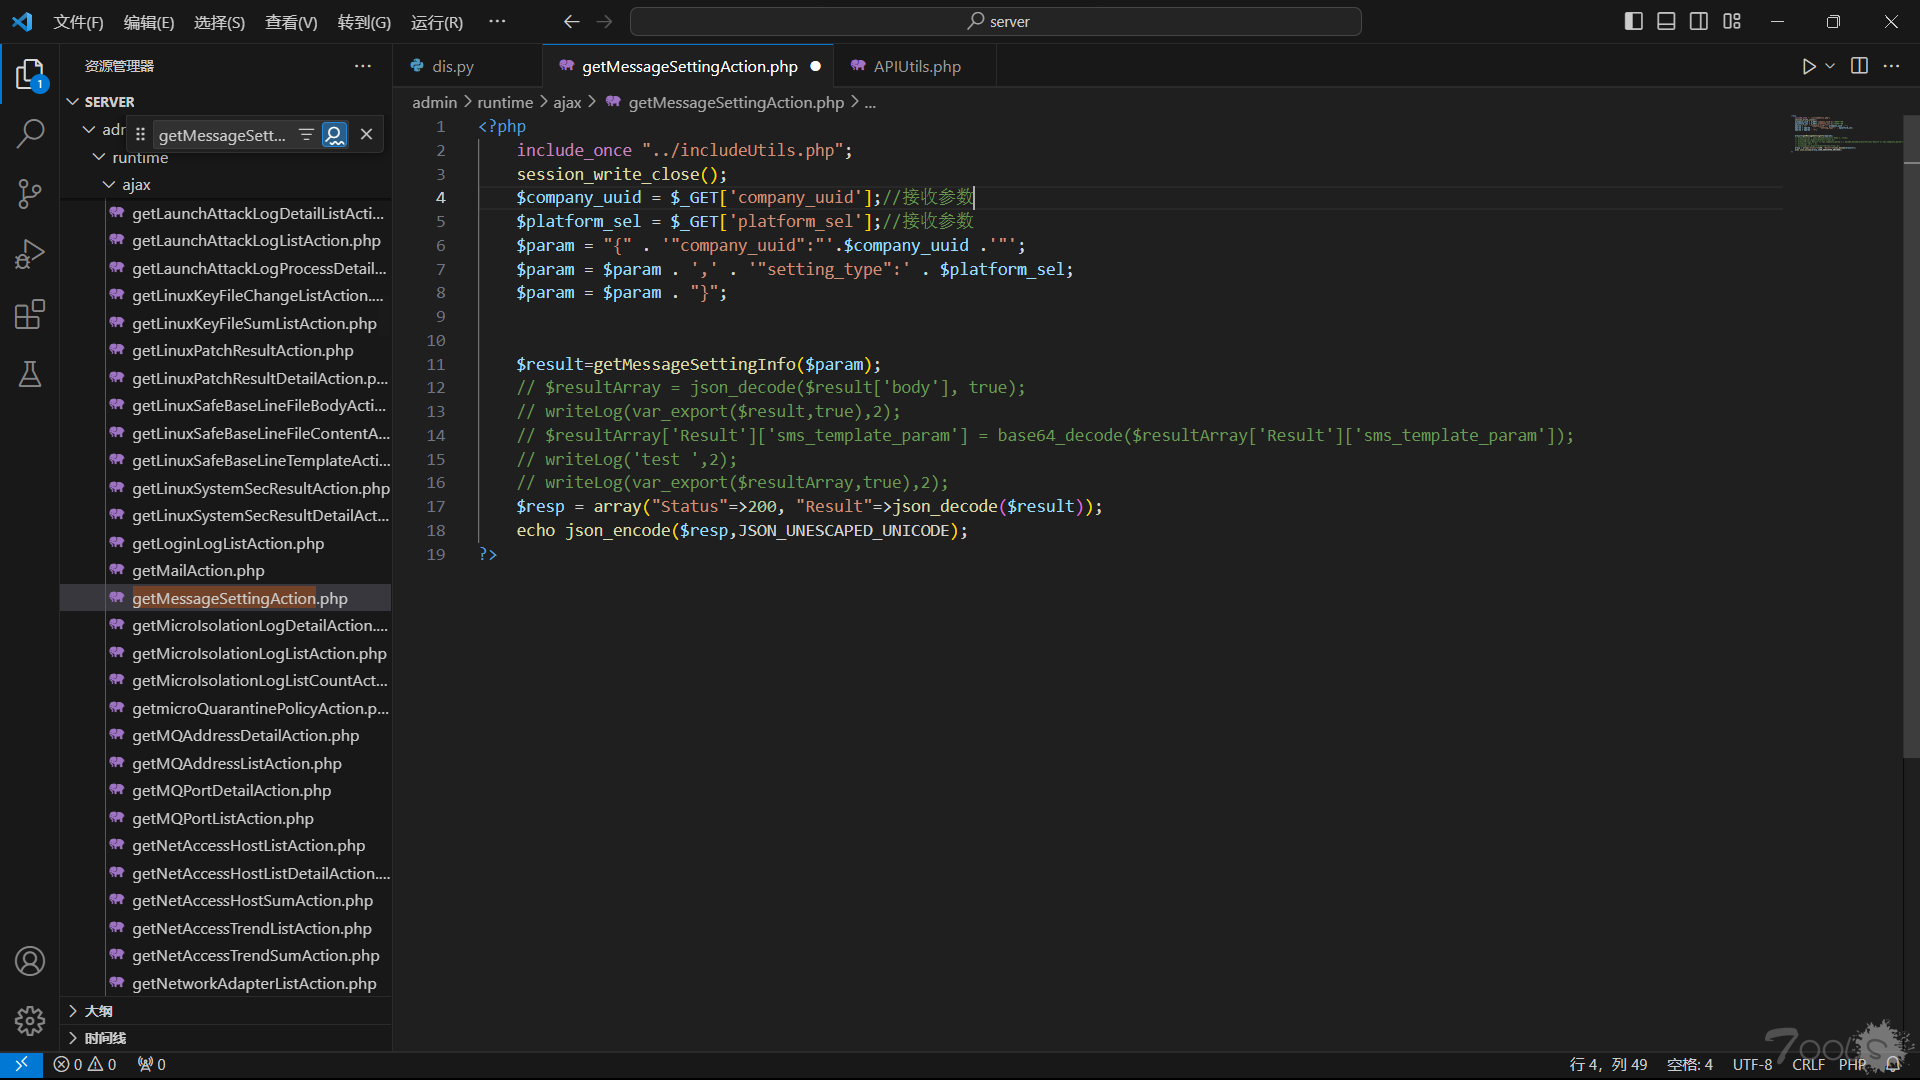 文件(F) 编辑(E) 选择(S) 查看(V) 转到(G) 运行(R) ··· server
资源管理器 ···
dis.py getMessageSettingAction.php APIUtils.php
SERVER
adr
getMessageSett...
runtime
ajax
getLaunchAttackLogDetailListActi...
getLaunchAttackLogListAction.php
getLaunchAttackLogProcessDetail...
getLinuxKeyFileChangeListAction....
getLinuxKeyFileSumListAction.php
getLinuxPatchResultAction.php
getLinuxPatchResultDetailAction.p...
getLinuxSafeBaseLineFileBodyActi...
getLinuxSafeBaseLineFileContentA...
getLinuxSafeBaseLineTemplateActi...
getLinuxSystemSecResultAction.php
getLinuxSystemSecResultDetailAct...
getLoginLogListAction.php
getMailAction.php
getMessageSettingAction.php
getMicroIsolationLogDetailAction....
getMicroIsolationLogListAction.php
getMicroIsolationLogListCountAct...
getmicroQuarantinePolicyAction.p...
getMQAddressDetailAction.php
getMQAddressListAction.php
getMQPortDetailAction.php
getMQPortListAction.php
getNetAccessHostListAction.php
getNetAccessHostListDetailAction....
getNetAccessHostSumAction.php
getNetAccessTrendListAction.php
getNetAccessTrendSumAction.php
getNetworkAdapterListAction.php
大纲
时间线
admin > runtime > ajax > getMessageSettingAction.php > ...
1 <?php
2 include_once "../includeUtils.php";
3 session_write_close();
4 $company_uuid = $_GET['company_uuid'];//接收参数
5 $platform_sel = $_GET['platform_sel'];//接收参数
6 $param = "{" . '"company_uuid":"'.$company_uuid .'"';
7 $param = $param . ',' . '"setting_type":' . $platform_sel;
8 $param = $param . "}";
9
10
11 $result=getMessageSettingInfo($param);
12 // $resultArray = json_decode($result['body'], true);
13 // writeLog(var_export($result,true),2);
14 // $resultArray['Result']['sms_template_param'] = base64_decode($resultArray['Result']['sms_template_param']);
15 // writeLog('test ',2);
16 // writeLog(var_export($resultArray,true),2);
17 $resp = array("Status"=>200, "Result"=>json_decode($result));
18 echo json_encode($resp,JSON_UNESCAPED_UNICODE);
19 ?>
1
0 0 0 行 4，列 49 空格: 4 UTF-8 CRLF PHP
7ools